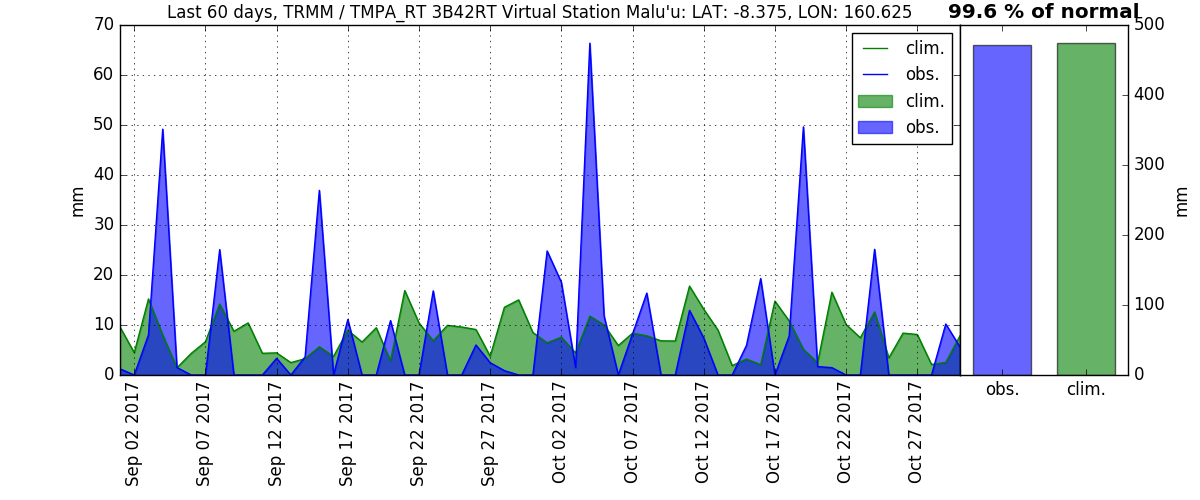 Last 60 days, TRMM / TMPA_RT 3B42RT Virtual Station Malu'u: LAT: -8.375, LON: 160.625
99.6 % of normal
70
60
50
40
30
20
10
0
mm
clim.
obs.
clim.
obs.
500
400
300
200
100
0
mm
obs.
clim.
Sep 02 2017
Sep 07 2017
Sep 12 2017
Sep 17 2017
Sep 22 2017
Sep 27 2017
Oct 02 2017
Oct 07 2017
Oct 12 2017
Oct 17 2017
Oct 22 2017
Oct 27 2017